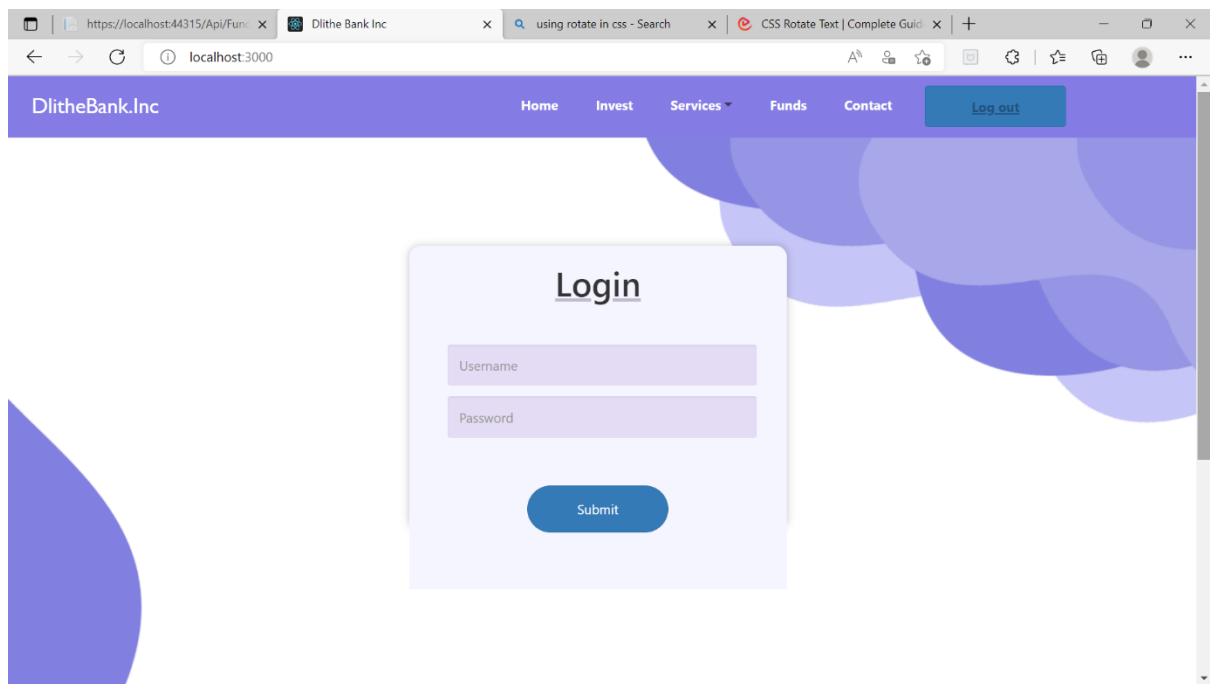 https://localhost:44315/Api/Func
Dlithe Bank Inc
using rotate in css - Search
CSS Rotate Text | Complete Guid
localhost:3000
DlitheBank.Inc
Home Invest Services Funds Contact Log out
Login
Username
Password
Submit